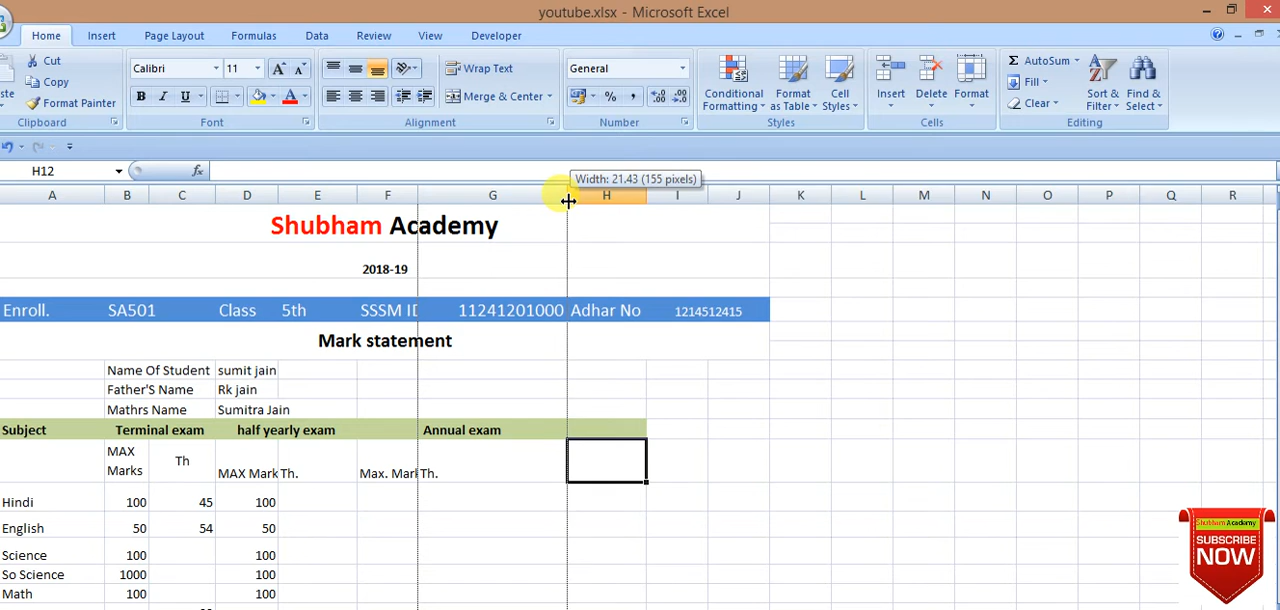 youtube.xlsx - Microsoft Excel
Home Insert Page Layout Formulas Data Review View Developer
Cut Calibri 11 Wrap Text General AutoSum
Copy Fill
Format Painter Merge & Center Conditional Formatting Format as Table Cell Styles Insert Delete Format Clear Sort & Filter Find & Select
Clipboard Font Alignment Number Styles Cells Editing
H12 fx
Width: 21.43 (155 pixels)
A B C D E F G H I J K L M N O P Q R
Shubham Academy
2018-19
Enroll. SA501 Class 5th SSSM ID 11241201000 Adhar No 1214512415
Mark statement
Name Of Student sumit jain
Father'S Name Rk jain
Mathrs Name Sumitra Jain
Subject Terminal exam half yearly exam Annual exam
MAX Marks Th MAX Mark Th. Max. Mark Th.
Hindi 100 45 100
English 50 54 50
Science 100 100
So Science 1000 100
Math 100 100
Shubham Academy
SUBSCRIBE
NOW